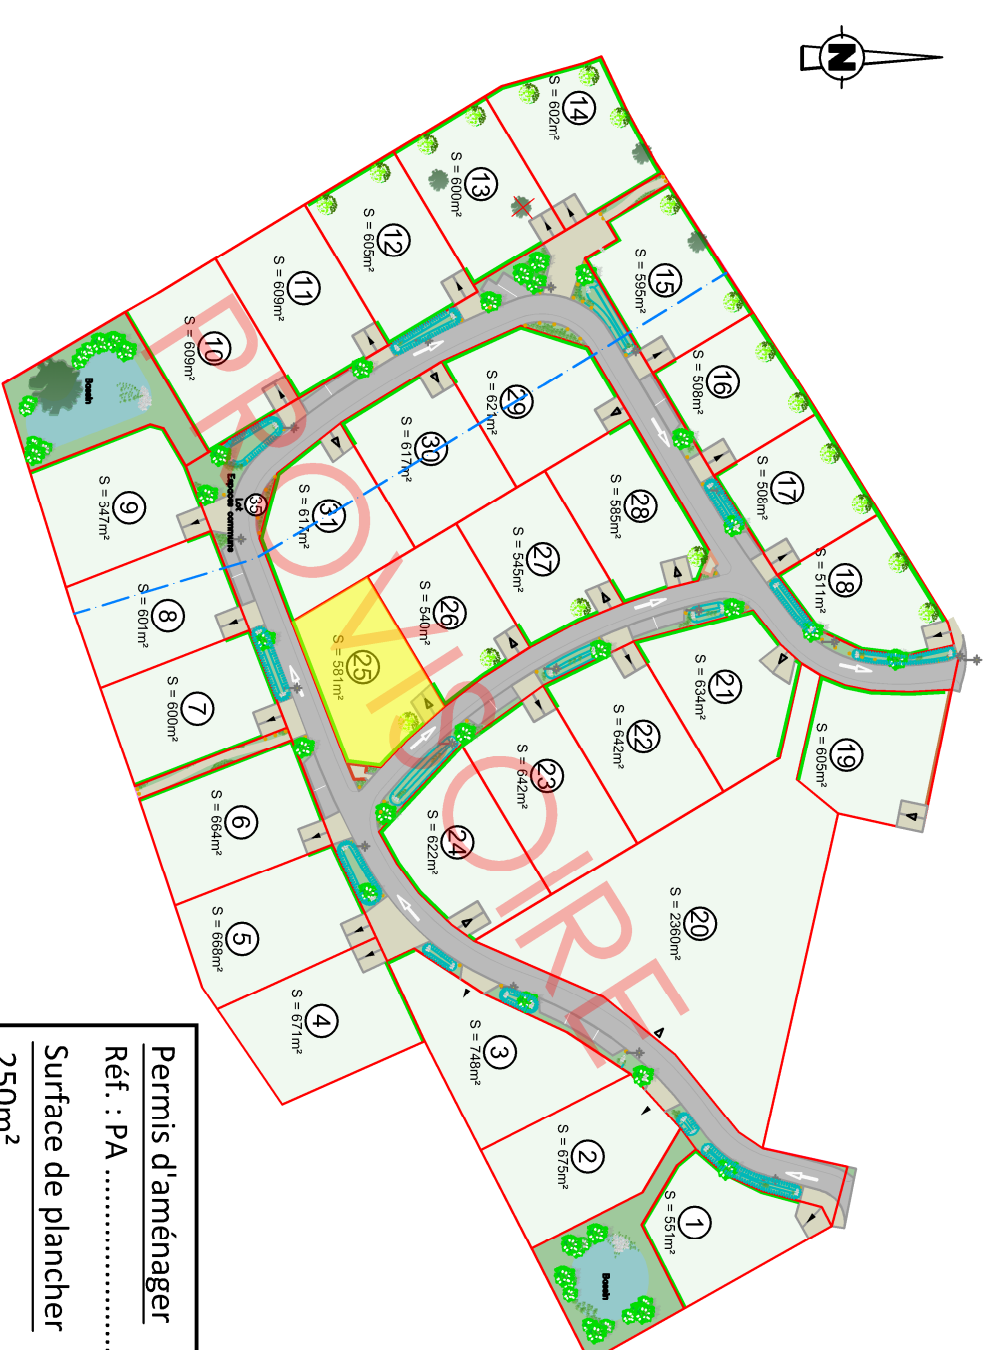 N
14
S = 602m²
13
S = 600m²
12
S = 605m²
11
S = 609m²
10
S = 609m²
15
S = 595m²
16
S = 508m²
17
S = 508m²
18
S = 511m²
19
S = 605m²
29
S = 621m²
30
S = 617m²
31
S = 617m²
28
S = 585m²
27
S = 545m²
26
S = 540m²
25
S = 581m²
21
S = 634m²
22
S = 642m²
23
S = 642m²
24
S = 622m²
20
S = 2360m²
9
S = 547m²
8
S = 601m²
7
S = 600m²
6
S = 664m²
5
S = 668m²
4
S = 671m²
3
S = 748m²
2
S = 675m²
1
S = 551m²
35
Lot
Espaces commune
Bassin
Bassin
PROVISOIRE
Permis d'aménager
Réf. : PA ............................
Surface de plancher
250m²